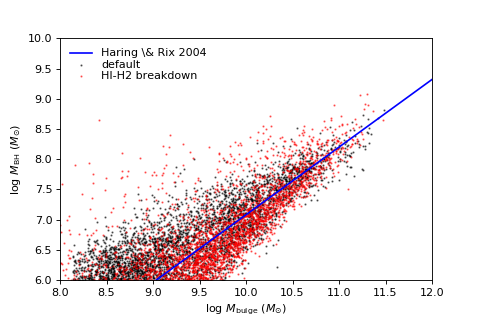 Haring \& Rix 2004
default
HI-H2 breakdown
10.0
9.5
9.0
8.5
8.0
7.5
7.0
6.5
6.0
log M_BH (M_⊙)
8.0 8.5 9.0 9.5 10.0 10.5 11.0 11.5 12.0
log M_bulge (M_⊙)